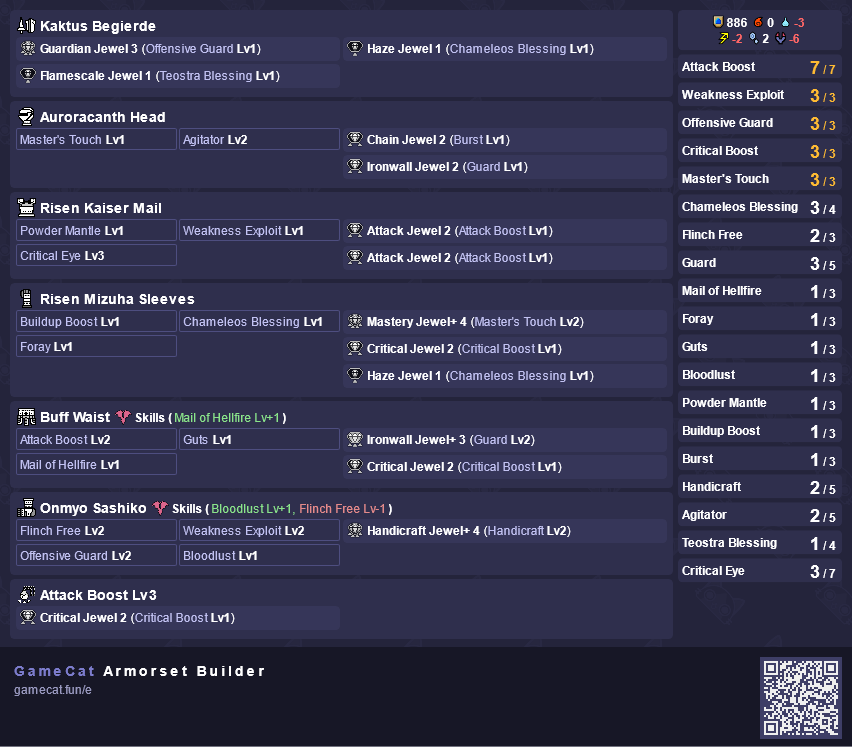 Kaktus Begierde
Guardian Jewel 3 (Offensive Guard Lv1)
Haze Jewel 1 (Chameleos Blessing Lv1)
Flamescale Jewel 1 (Teostra Blessing Lv1)
Auroracanth Head
Master's Touch Lv1
Agitator Lv2
Chain Jewel 2 (Burst Lv1)
Ironwall Jewel 2 (Guard Lv1)
Risen Kaiser Mail
Powder Mantle Lv1
Weakness Exploit Lv1
Attack Jewel 2 (Attack Boost Lv1)
Critical Eye Lv3
Attack Jewel 2 (Attack Boost Lv1)
Risen Mizuha Sleeves
Buildup Boost Lv1
Chameleos Blessing Lv1
Mastery Jewel+ 4 (Master's Touch Lv2)
Foray Lv1
Critical Jewel 2 (Critical Boost Lv1)
Haze Jewel 1 (Chameleos Blessing Lv1)
Buff Waist Skills (Mail of Hellfire Lv+1)
Attack Boost Lv2
Guts Lv1
Ironwall Jewel+ 3 (Guard Lv2)
Mail of Hellfire Lv1
Critical Jewel 2 (Critical Boost Lv1)
Onmyo Sashiko Skills (Bloodlust Lv+1, Flinch Free Lv-1)
Flinch Free Lv2
Weakness Exploit Lv2
Handicraft Jewel+ 4 (Handicraft Lv2)
Offensive Guard Lv2
Bloodlust Lv1
Attack Boost Lv3
Critical Jewel 2 (Critical Boost Lv1)
886 0 -3
-2 2 -6
Attack Boost 7 / 7
Weakness Exploit 3 / 3
Offensive Guard 3 / 3
Critical Boost 3 / 3
Master's Touch 3 / 3
Chameleos Blessing 3 / 4
Flinch Free 2 / 3
Guard 3 / 5
Mail of Hellfire 1 / 3
Foray 1 / 3
Guts 1 / 3
Bloodlust 1 / 3
Powder Mantle 1 / 3
Buildup Boost 1 / 3
Burst 1 / 3
Handicraft 2 / 5
Agitator 2 / 5
Teostra Blessing 1 / 4
Critical Eye 3 / 7
GameCat Armorset Builder
gamecat.fun/e